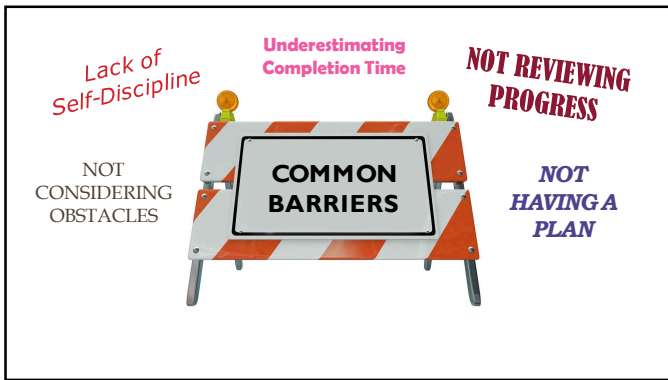 Lack of
Self-Discipline
Underestimating
Completion Time
NOT REVIEWING
PROGRESS
NOT
CONSIDERING
OBSTACLES
COMMON
BARRIERS
NOT
HAVING A
PLAN